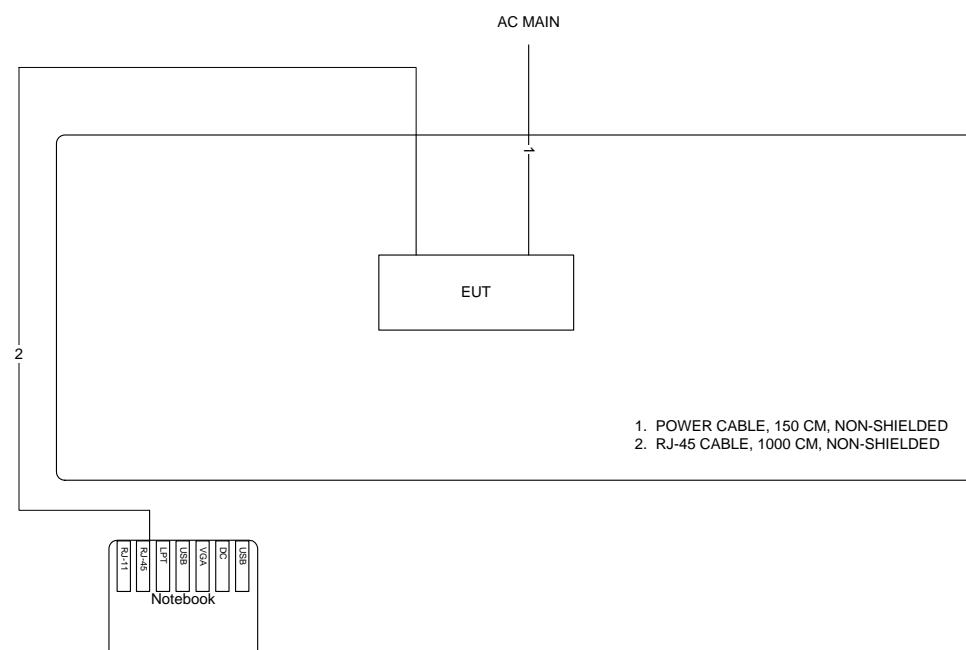 AC MAIN
1
EUT
2
1. POWER CABLE, 150 CM, NON-SHIELDED
2. RJ-45 CABLE, 1000 CM, NON-SHIELDED
RJ-11
RJ-45
LPT
USB
VGA
DC
USB
Notebook